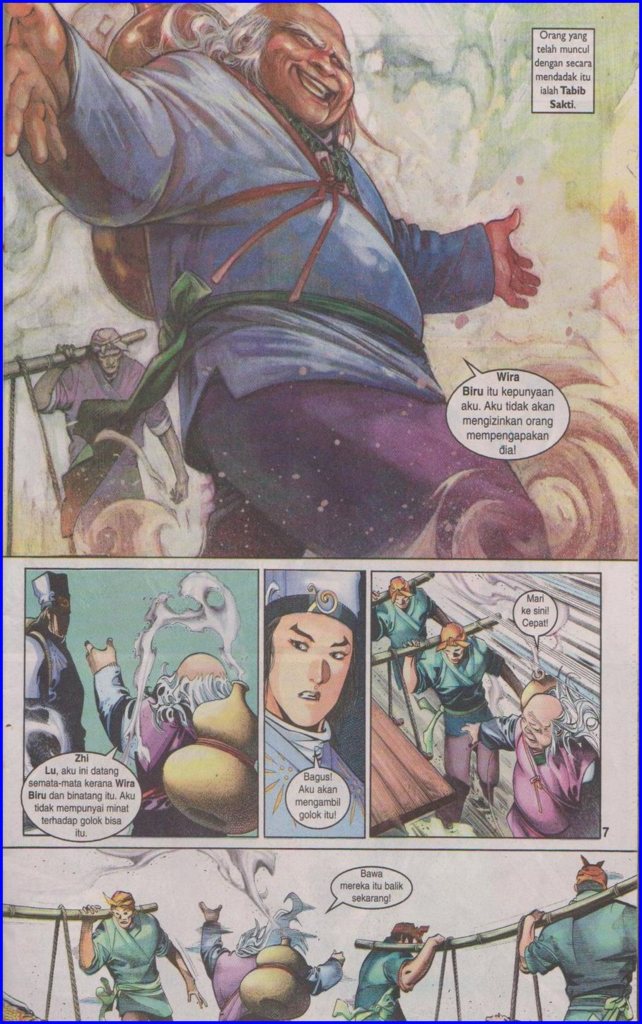 Orang yang
telah muncul
dengan secara
mendadak itu
ialah Tabib
Sakti.
Wira
Biru itu kepunyaan
aku. Aku tidak akan
mengizinkan orang
mempengapakan
dia!
Zhi
Lu, aku ini datang
semata-mata kerana Wira
Biru dan binatang itu. Aku
tidak mempunyai minat
terhadap golok bisa
itu.
Bagus!
Aku akan
mengambil
golok itu!
Mari
ke sini!
Cepat!
7
Bawa
mereka itu balik
sekarang!